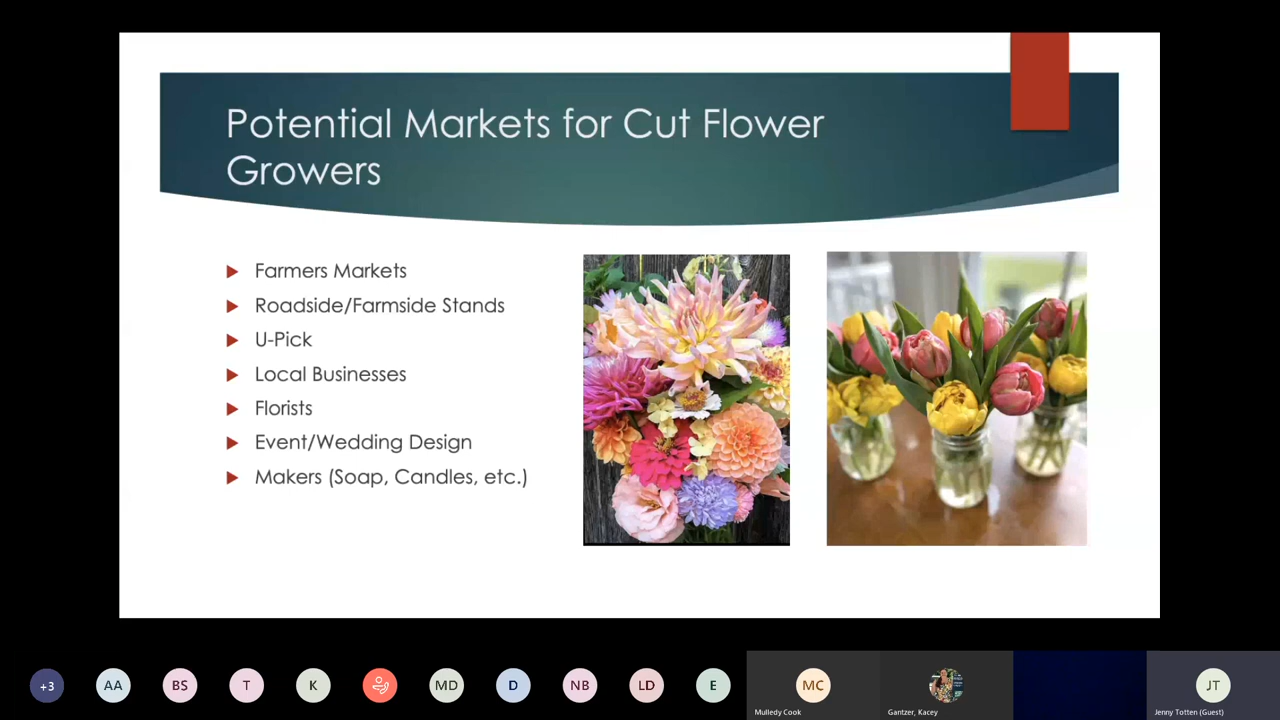 Potential Markets for Cut Flower
Growers
Farmers Markets
Roadside/Farmside Stands
U-Pick
Local Businesses
Florists
Event/Wedding Design
Makers (Soap, Candles, etc.)
+3
AA
BS
T
K
MD
D
NB
LD
E
MC
JT
Mulledy Cook
Gantzer, Kacey
Jenny Totten (Guest)